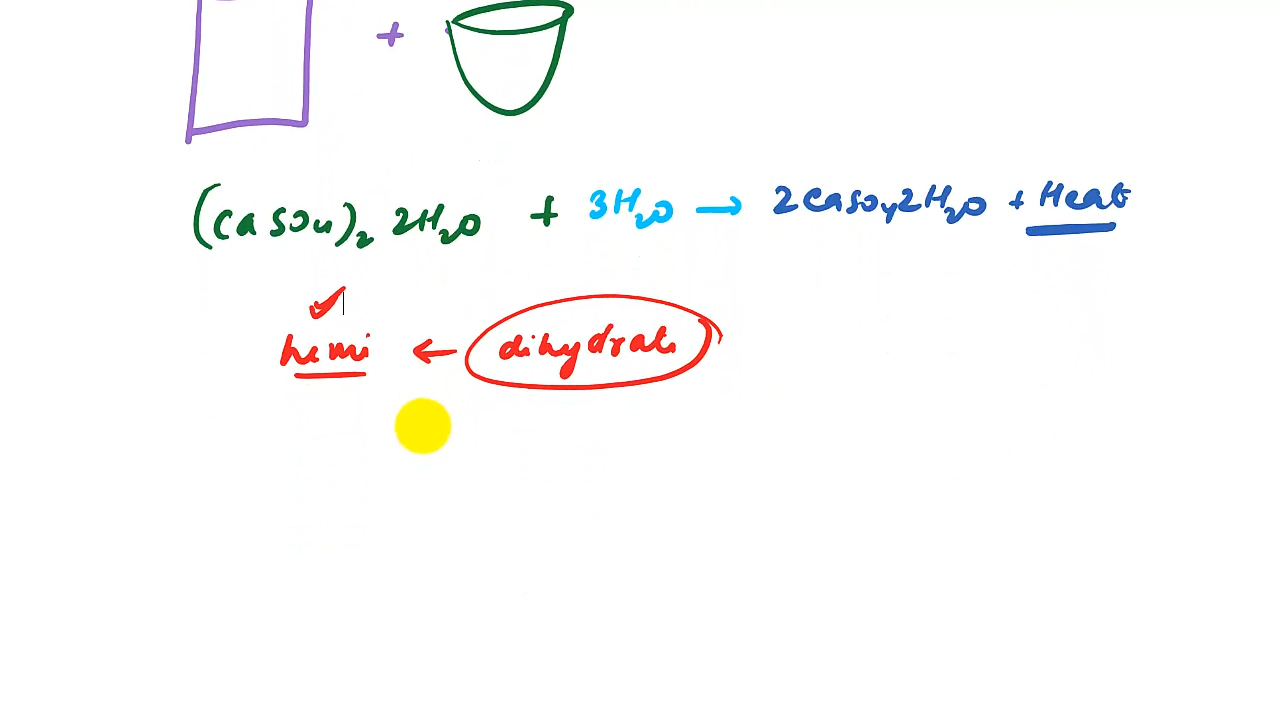 +
(CaSO4)2 2H2O + 3H2O → 2CaSO4 2H2O + Heat
hemi ← dihydrate